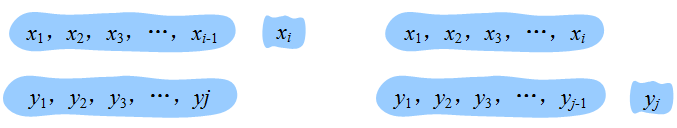 x₁，x₂，x₃，…，xᵢ₋₁ xᵢ x₁，x₂，x₃，…，xᵢ
y₁，y₂，y₃，…，yj y₁，y₂，y₃，…，yⱼ₋₁ yⱼ